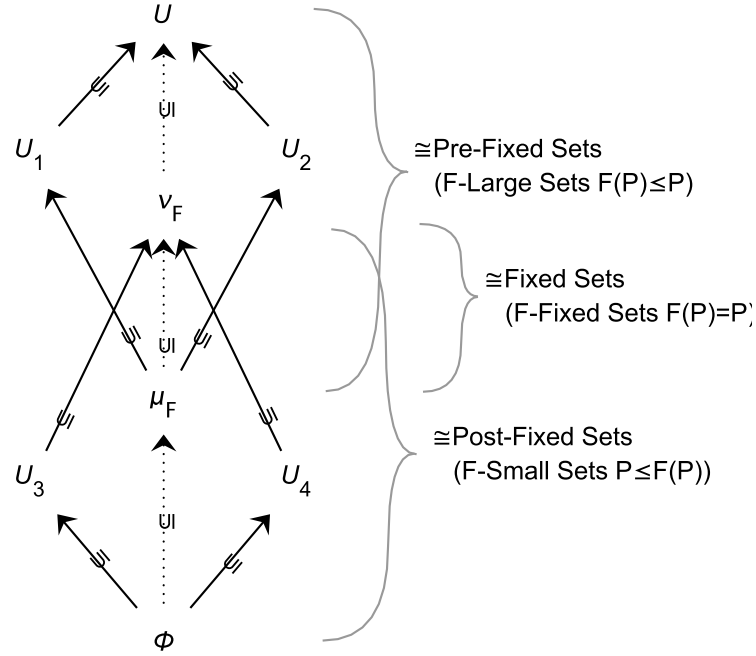 U
⊆ ⊆ ⊆
U1 U2
≅Pre-Fixed Sets
(F-Large Sets F(P)≤P)
νF
≅Fixed Sets
(F-Fixed Sets F(P)=P)
⊆ ⊆ ⊆
μF
⊆ ⊆
≅Post-Fixed Sets
(F-Small Sets P≤F(P))
U3 U4
⊆ ⊆ ⊆
Φ